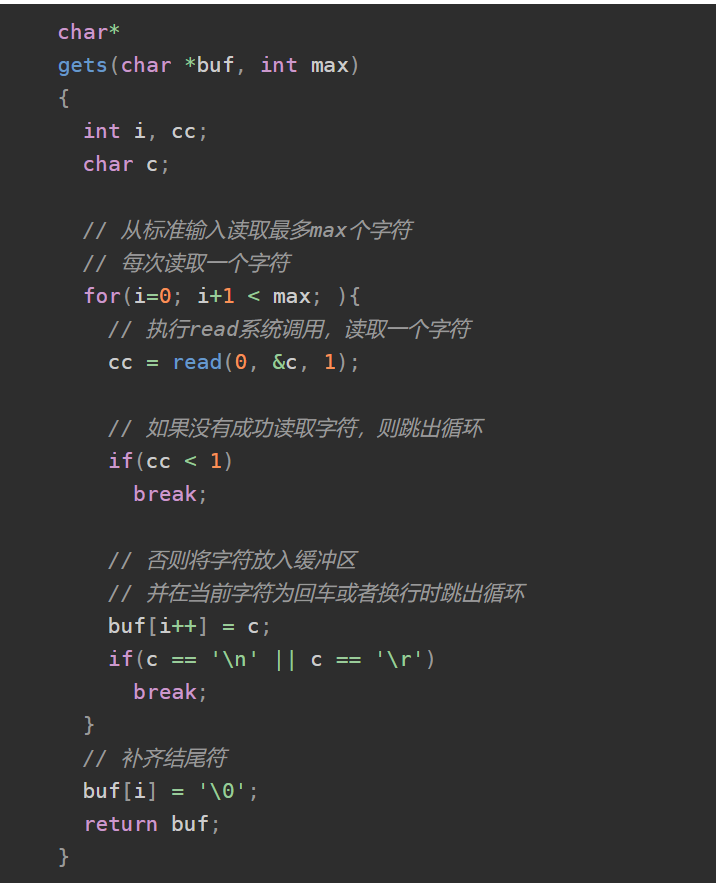 char*
gets(char *buf, int max)
{
  int i, cc;
  char c;

  // 从标准输入读取最多max个字符
  // 每次读取一个字符
  for(i=0; i+1 < max; ){
    // 执行read系统调用，读取一个字符
    cc = read(0, &c, 1);

    // 如果没有成功读取字符，则跳出循环
    if(cc < 1)
      break;

    // 否则将字符放入缓冲区
    // 并在当前字符为回车或者换行时跳出循环
    buf[i++] = c;
    if(c == '\n' || c == '\r')
      break;
  }
  // 补齐结尾符
  buf[i] = '\0';
  return buf;
}